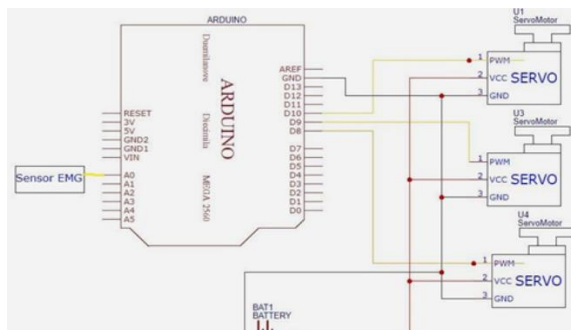 ARDUINO
Duemilanove
Diecimila
MEGA 2560
ARDUINO
RESET
3V
5V
GND2
GND1
VIN
A0
A1
A2
A3
A4
A5
AREF
GND
D13
D12
D11
D10
D9
D8
D7
D6
D5
D4
D3
D2
D1
D0
Sensor EMG
U1
ServoMotor
1 PWM
2 VCC SERVO
3 GND
U3
ServoMotor
1 PWM
2 VCC SERVO
3 GND
U4
ServoMotor
1 PWM
2 VCC SERVO
3 GND
BAT1
BATTERY